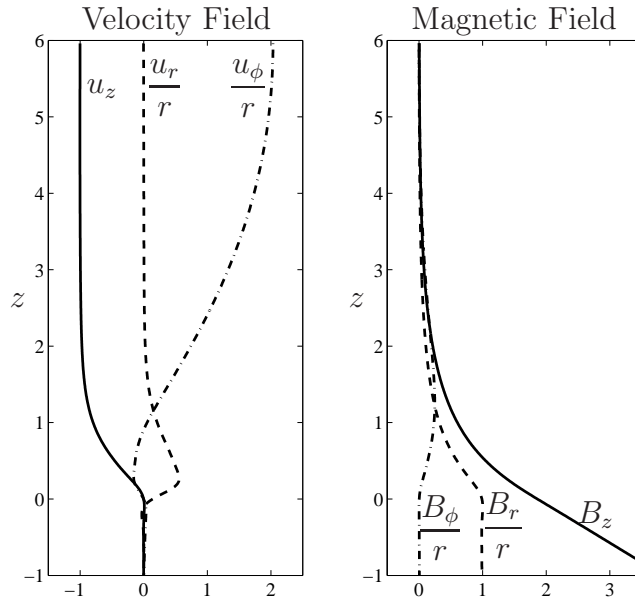 Velocity Field
6
5
4
3
2
1
0
−1
z
u_z
u_r/r
u_ϕ/r
−1 0 1 2
Magnetic Field
6
5
4
3
2
1
0
−1
z
B_ϕ/r
B_r/r
B_z
0 1 2 3